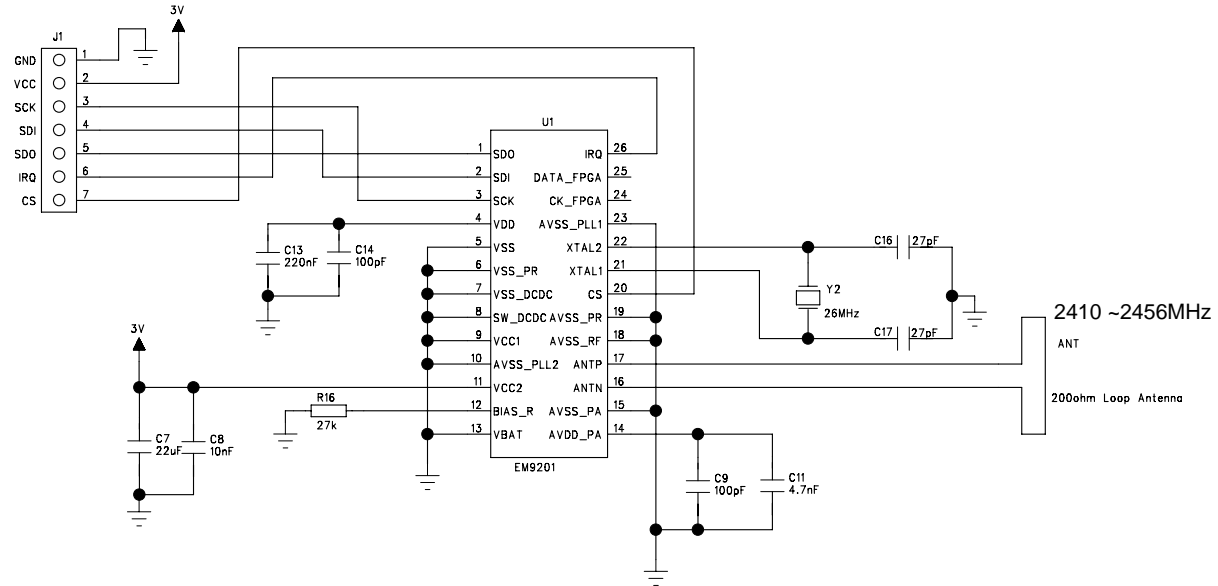 3V
J1
GND 1
VCC 2
SCK 3
SDI 4
SDO 5
IRQ 6
CS 7
U1
1 SDO IRQ 26
2 SDI DATA_FPGA 25
3 SCK CK_FPGA 24
4 VDD AVSS_PLL1 23
5 VSS XTAL2 22
6 VSS_PR XTAL1 21
7 VSS_DCDC CS 20
8 SW_DCDC AVSS_PR 19
9 VCC1 AVSS_RF 18
10 AVSS_PLL2 ANTP 17
11 VCC2 ANTN 16
12 BIAS_R AVSS_PA 15
13 VBAT AVDD_PA 14
EM9201
C13
220nF
C14
100pF
C16 27pF
Y2
26MHz
C17 27pF
2410 ~2456MHz
ANT
200ohm Loop Antenna
3V
R16
27k
C7
22uF
C8
10nF
C9
100pF
C11
4.7nF